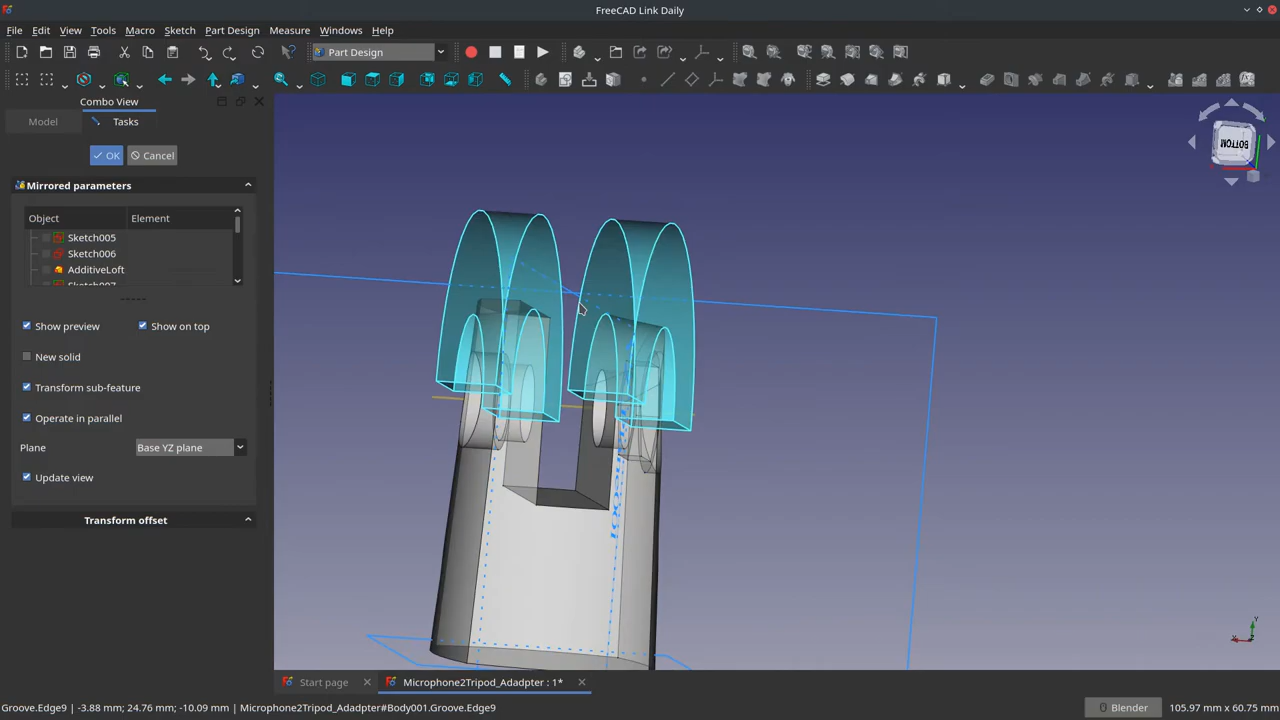 FreeCAD Link Daily
File Edit View Tools Macro Sketch Part Design Measure Windows Help
Part Design
Combo View
Model Tasks
OK Cancel
Mirrored parameters
Object Element
Sketch005
Sketch006
AdditiveLoft
Sketch007
Show preview Show on top
New solid
Transform sub-feature
Operate in parallel
Plane Base YZ plane
Update view
Transform offset
BOTTOM
Y
X
Start page Microphone2Tripod_Adadpter : 1*
Groove.Edge9 | -3.88 mm; 24.76 mm; -10.09 mm | Microphone2Tripod_Adadpter#Body001.Groove.Edge9 Blender 105.97 mm x 60.75 mm